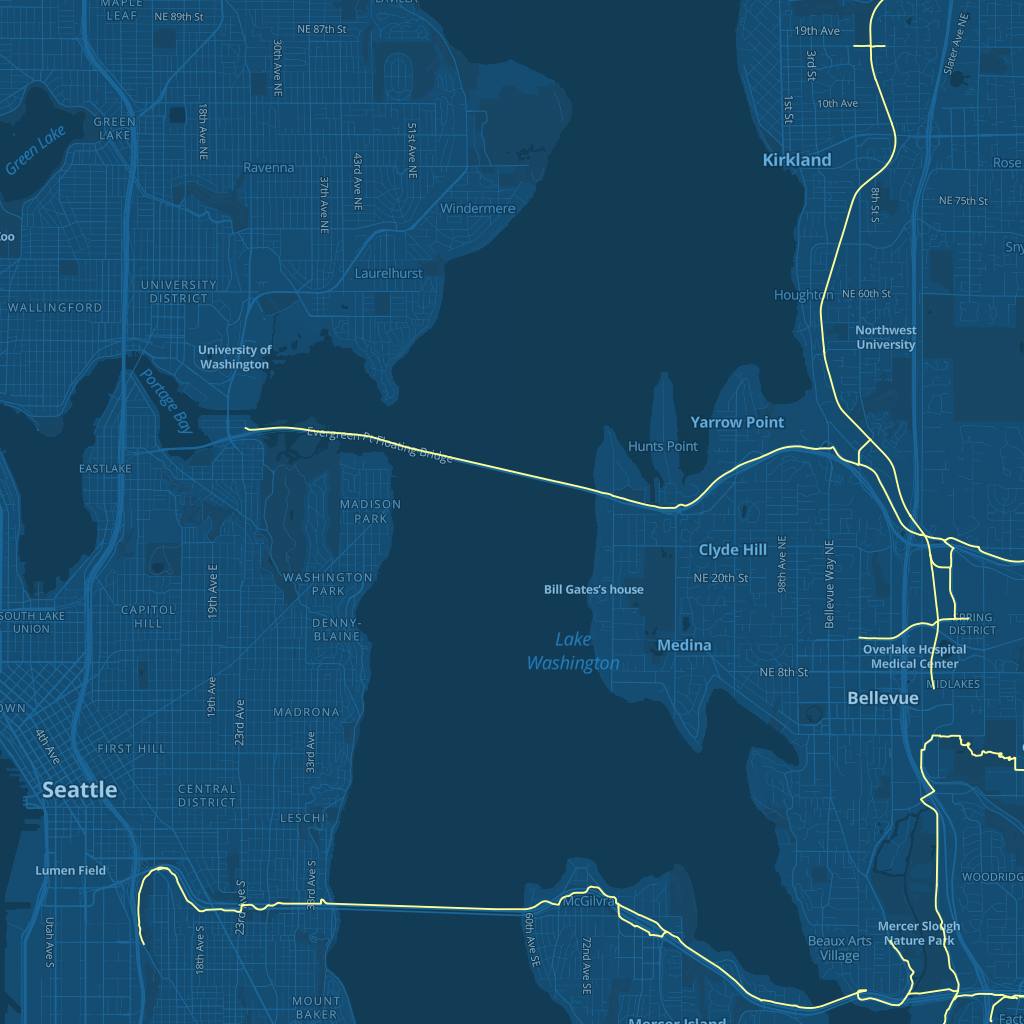 MAPLE
LEAF
NE 89th St
NE 87th St
30th Ave NE
19th Ave
3rd St
Slater Ave NE
10th Ave
1st St
GREEN
LAKE
Green Lake
18th Ave NE
51st Ave NE
43rd Ave NE
37th Ave NE
Ravenna
Kirkland
Rose
NE 75th St
8th St S
Windermere
Laurelhurst
UNIVERSITY
DISTRICT
WALLINGFORD
Houghton
NE 60th St
Northwest
University
University of
Washington
Portage Bay
Evergreen Pt Floating Bridge
Yarrow Point
Hunts Point
EASTLAKE
MADISON
PARK
Clyde Hill
98th Ave NE
Bellevue Way NE
NE 20th St
19th Ave E
WASHINGTON
PARK
Bill Gates's house
CAPITOL
HILL
SOUTH LAKE
UNION
DENNY-
BLAINE
Lake
Washington
Medina
SPRING
DISTRICT
Overlake Hospital
Medical Center
NE 8th St
MIDLAKES
Bellevue
19th Ave
23rd Ave
33rd Ave
MADRONA
4th Ave
FIRST HILL
Seattle
CENTRAL
DISTRICT
LESCHI
Lumen Field
33rd Ave S
23rd Ave S
18th Ave S
Utah Ave S
McGilvra
60th Ave SE
72nd Ave SE
Mercer Slough
Nature Park
Beaux Arts
Village
MOUNT
BAKER
Mercer Island